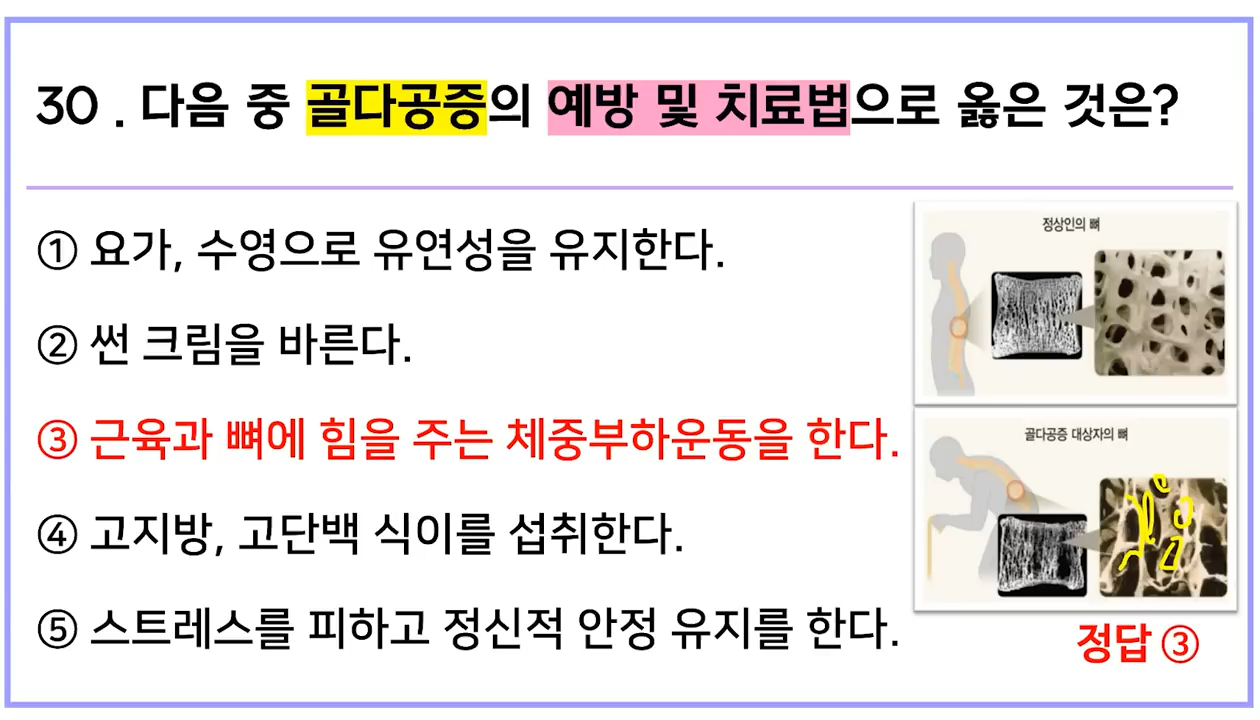 30 . 다음 중 골다공증의 예방 및 치료법으로 옳은 것은?
① 요가, 수영으로 유연성을 유지한다.
② 썬 크림을 바른다.
③ 근육과 뼈에 힘을 주는 체중부하운동을 한다.
④ 고지방, 고단백 식이를 섭취한다.
⑤ 스트레스를 피하고 정신적 안정 유지를 한다.
정상인의 뼈
골다공증 대상자의 뼈
정답 ③